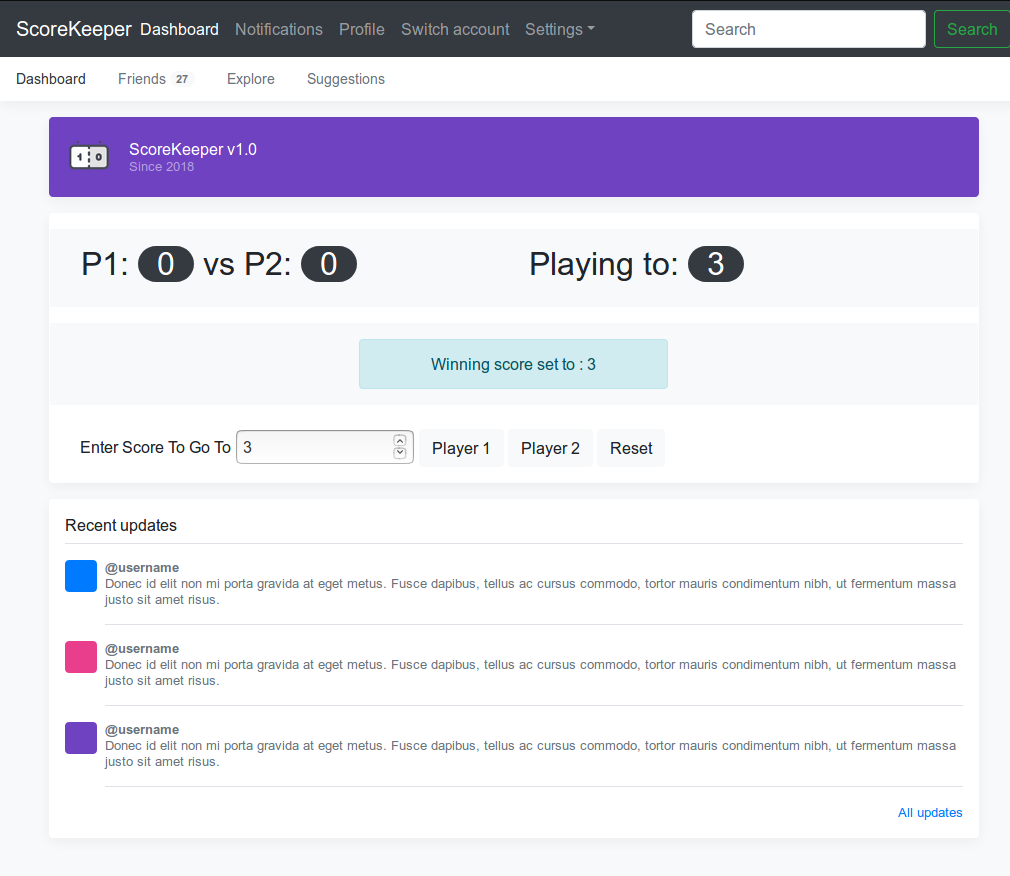 ScoreKeeper Dashboard Notifications Profile Switch account Settings Search Search
Dashboard Friends 27 Explore Suggestions
1 0
ScoreKeeper v1.0
Since 2018
P1: 0 vs P2: 0 Playing to: 3
Winning score set to : 3
Enter Score To Go To 3 Player 1 Player 2 Reset
Recent updates
@username
Donec id elit non mi porta gravida at eget metus. Fusce dapibus, tellus ac cursus commodo, tortor mauris condimentum nibh, ut fermentum massa
justo sit amet risus.
@username
Donec id elit non mi porta gravida at eget metus. Fusce dapibus, tellus ac cursus commodo, tortor mauris condimentum nibh, ut fermentum massa
justo sit amet risus.
@username
Donec id elit non mi porta gravida at eget metus. Fusce dapibus, tellus ac cursus commodo, tortor mauris condimentum nibh, ut fermentum massa
justo sit amet risus.
All updates